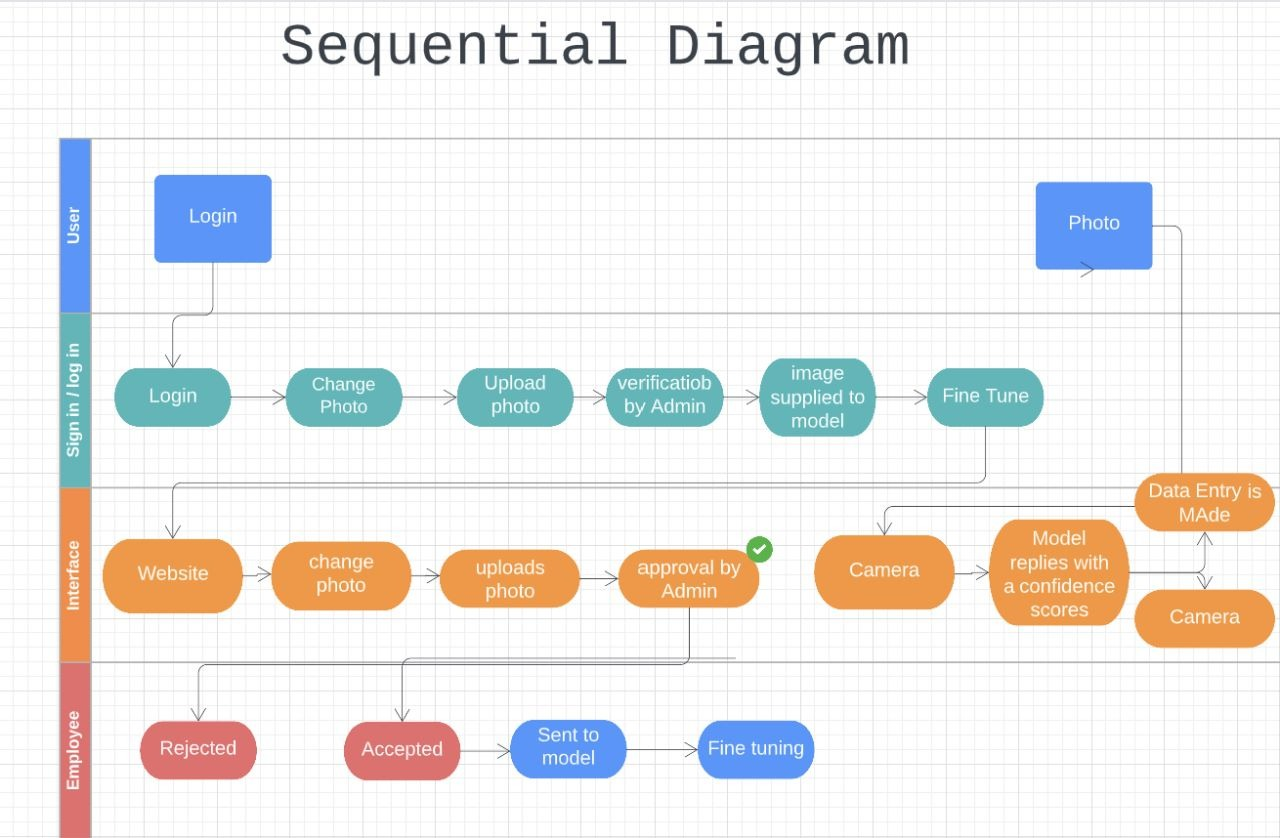 Sequential Diagram
User
Login
Photo
Sign in / log in
Login
Change
Photo
Upload
photo
verificatiob
by Admin
image
supplied to
model
Fine Tune
Interface
Website
change
photo
uploads
photo
approval by
Admin
Camera
Model
replies with
a confidence
scores
Data Entry is
MAde
Camera
Employee
Rejected
Accepted
Sent to
model
Fine tuning